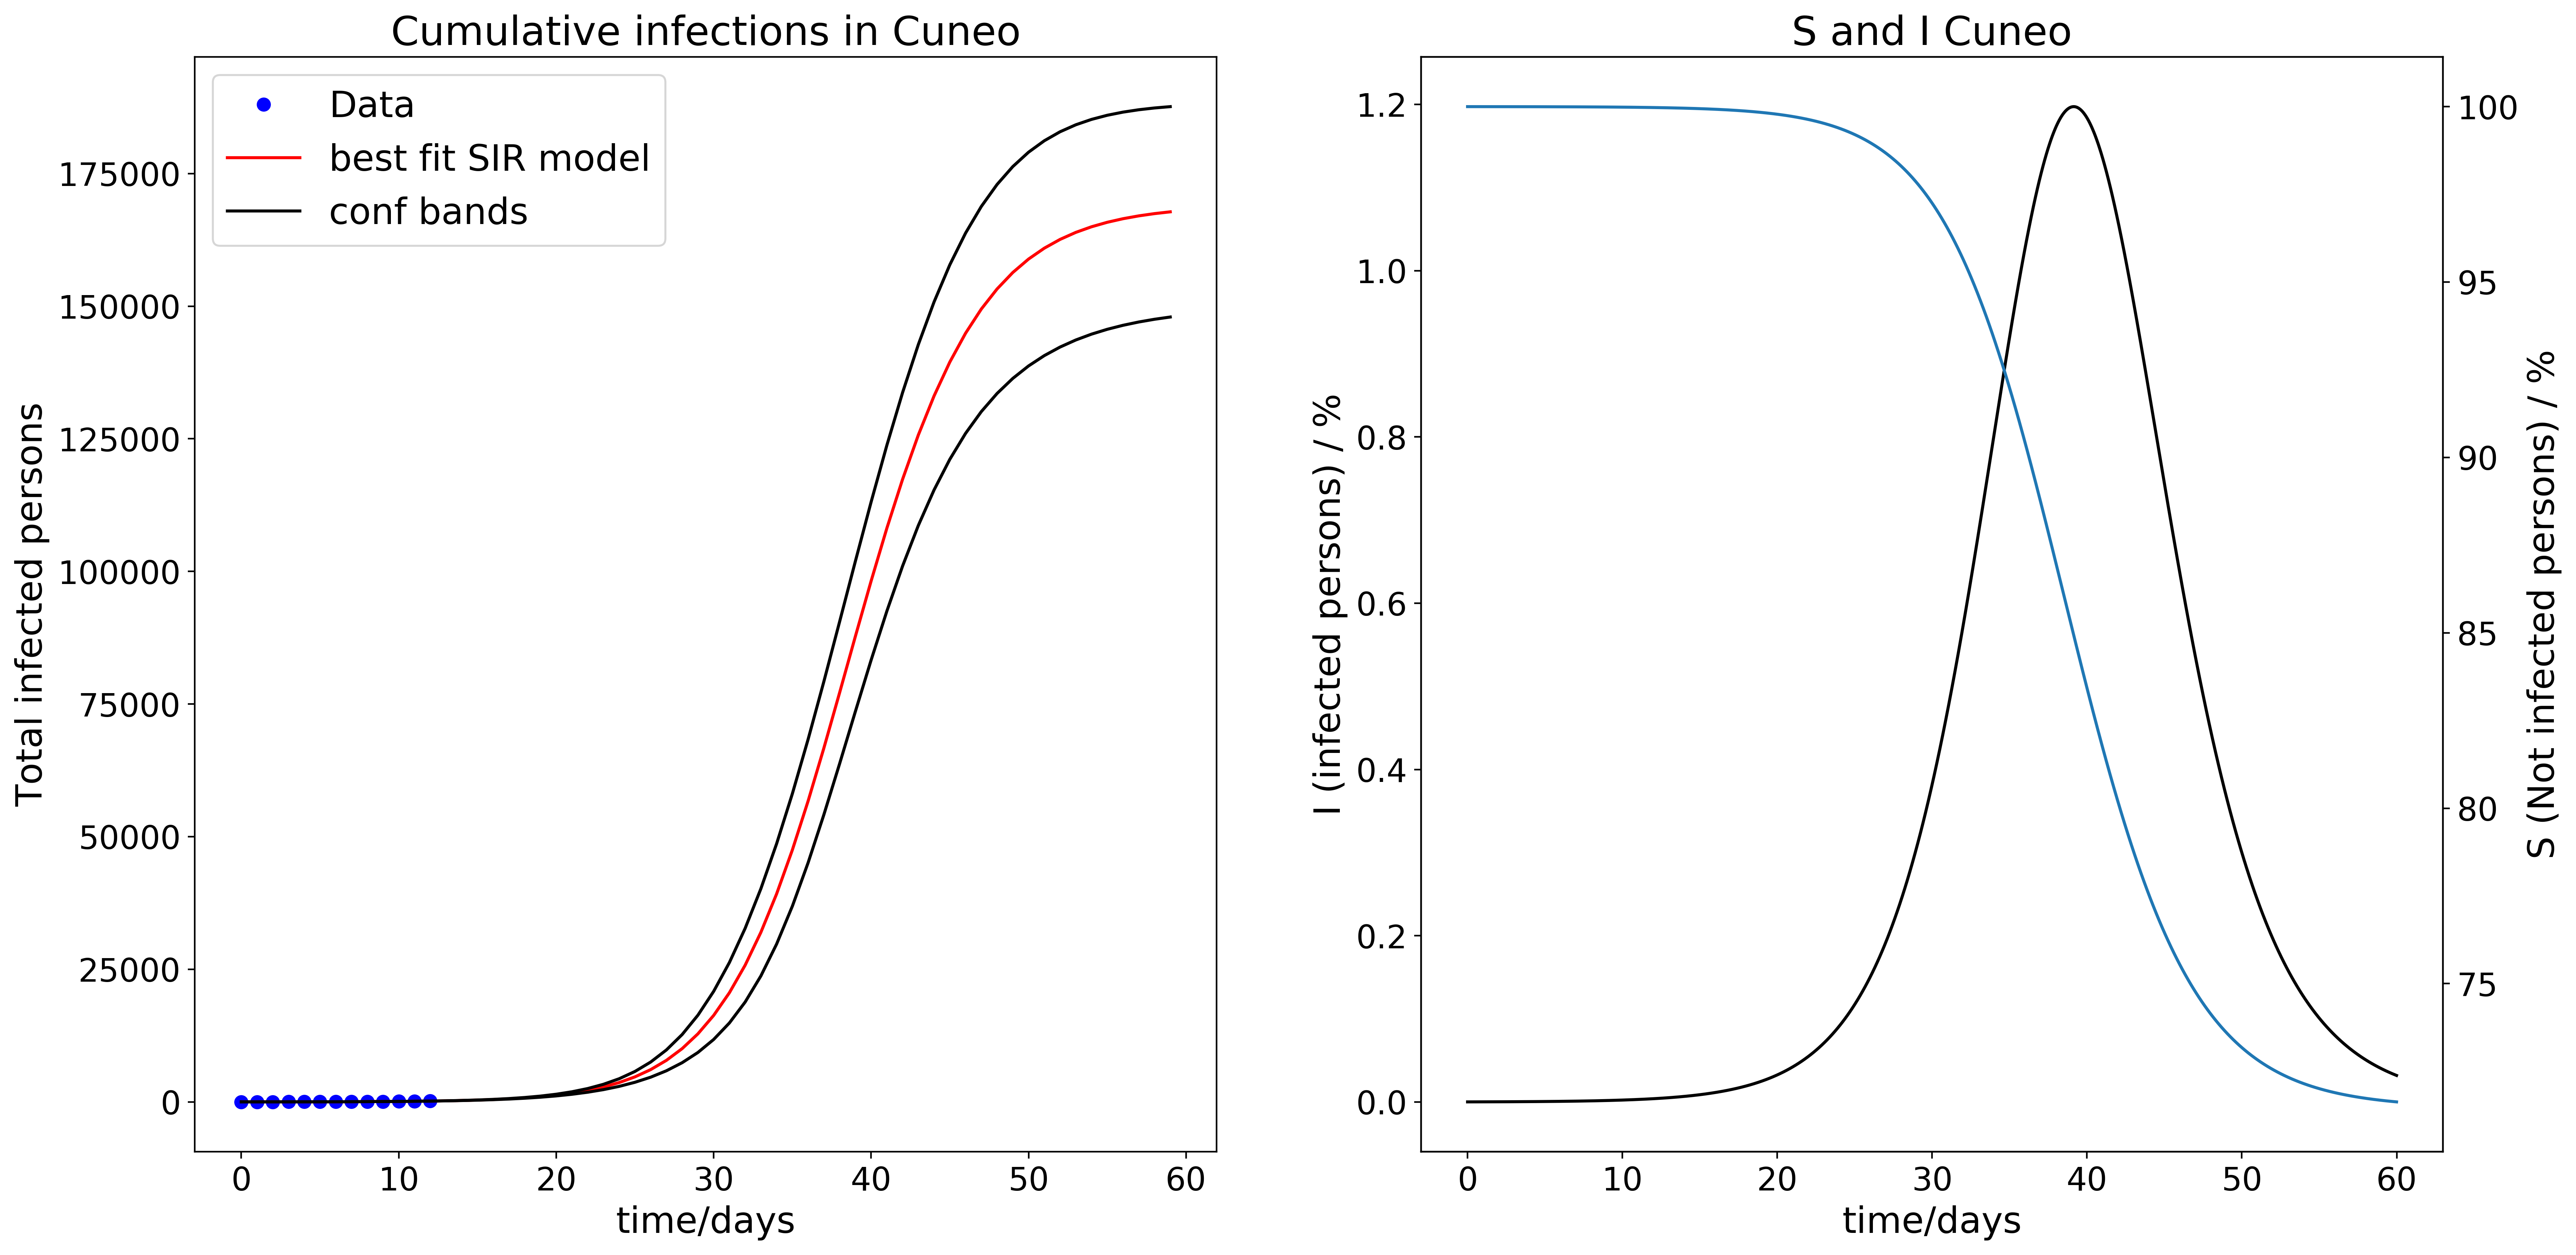 Cumulative infections in Cuneo
Data
best fit SIR model
conf bands
Total infected persons
175000
150000
125000
100000
75000
50000
25000
0
0 10 20 30 40 50 60
time/days
S and I Cuneo
I (infected persons) / %
1.2
1.0
0.8
0.6
0.4
0.2
0.0
100
95
90
85
80
75
S (Not infected persons) / %
0 10 20 30 40 50 60
time/days